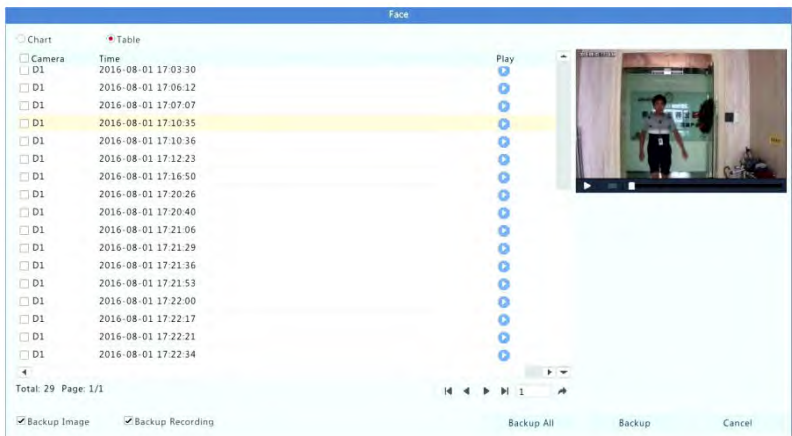 Face
Chart Table
Camera Time Play
D1 2016-08-01 17:03:30
D1 2016-08-01 17:06:12
D1 2016-08-01 17:07:07
D1 2016-08-01 17:10:35
D1 2016-08-01 17:10:36
D1 2016-08-01 17:12:23
D1 2016-08-01 17:16:50
D1 2016-08-01 17:20:26
D1 2016-08-01 17:20:40
D1 2016-08-01 17:21:06
D1 2016-08-01 17:21:29
D1 2016-08-01 17:21:36
D1 2016-08-01 17:21:53
D1 2016-08-01 17:22:00
D1 2016-08-01 17:22:17
D1 2016-08-01 17:22:21
D1 2016-08-01 17:22:34
Total: 29 Page: 1/1
1
Backup Image Backup Recording Backup All Backup Cancel